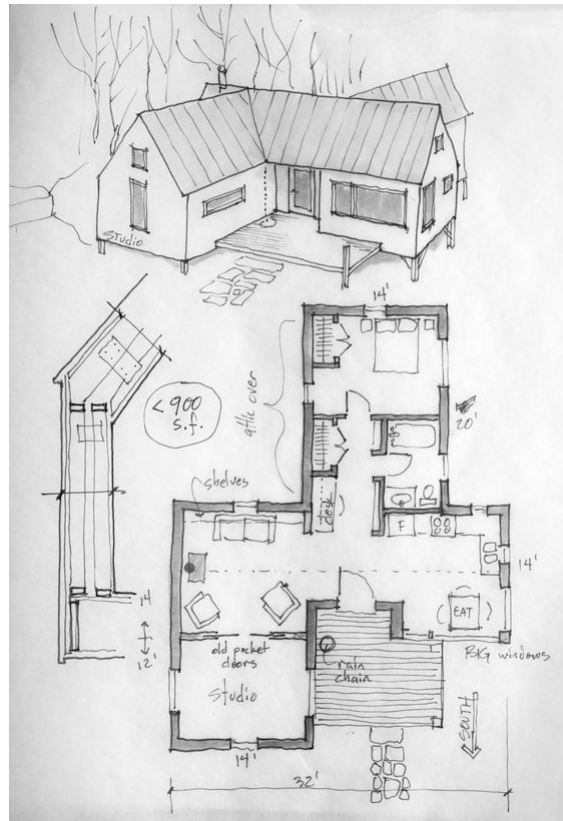 STUDiO
14'
< 900
s.f.
attic over
20'
shelves
desk
F
14'
EAT
14
12'
old pocket
doors
rain
chain
BIG windows
STUDiO
SOUTH
14'
32'